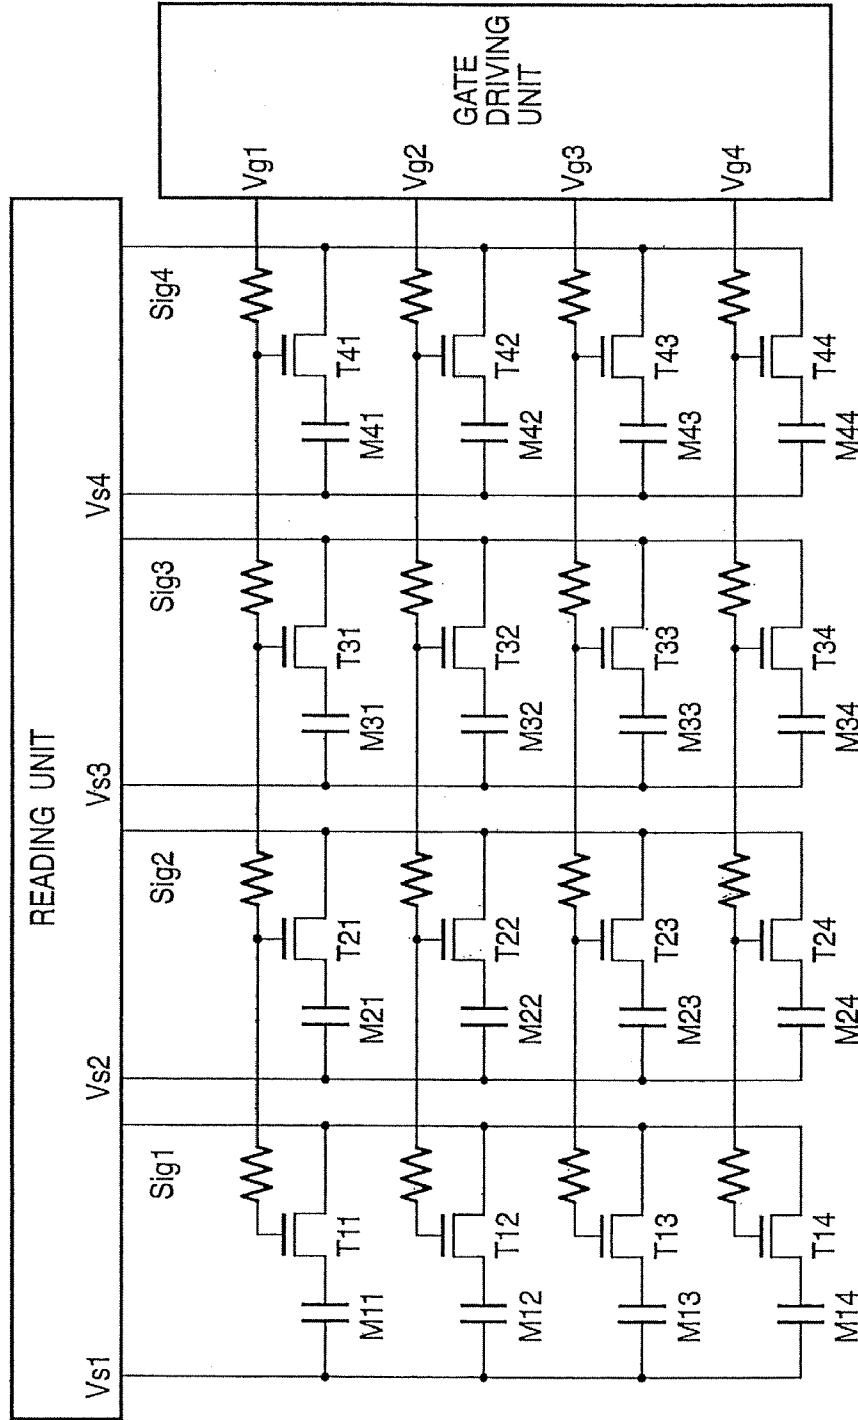 READING UNIT
Vs1
Vs2
Vs3
Vs4
Sig1
Sig2
Sig3
Sig4
Vg1
Vg2
Vg3
Vg4
GATE
DRIVING
UNIT
T11
T21
T31
T41
M11
M21
M31
M41
T12
T22
T32
T42
M12
M22
M32
M42
T13
T23
T33
T43
M13
M23
M33
M43
T14
T24
T34
T44
M14
M24
M34
M44